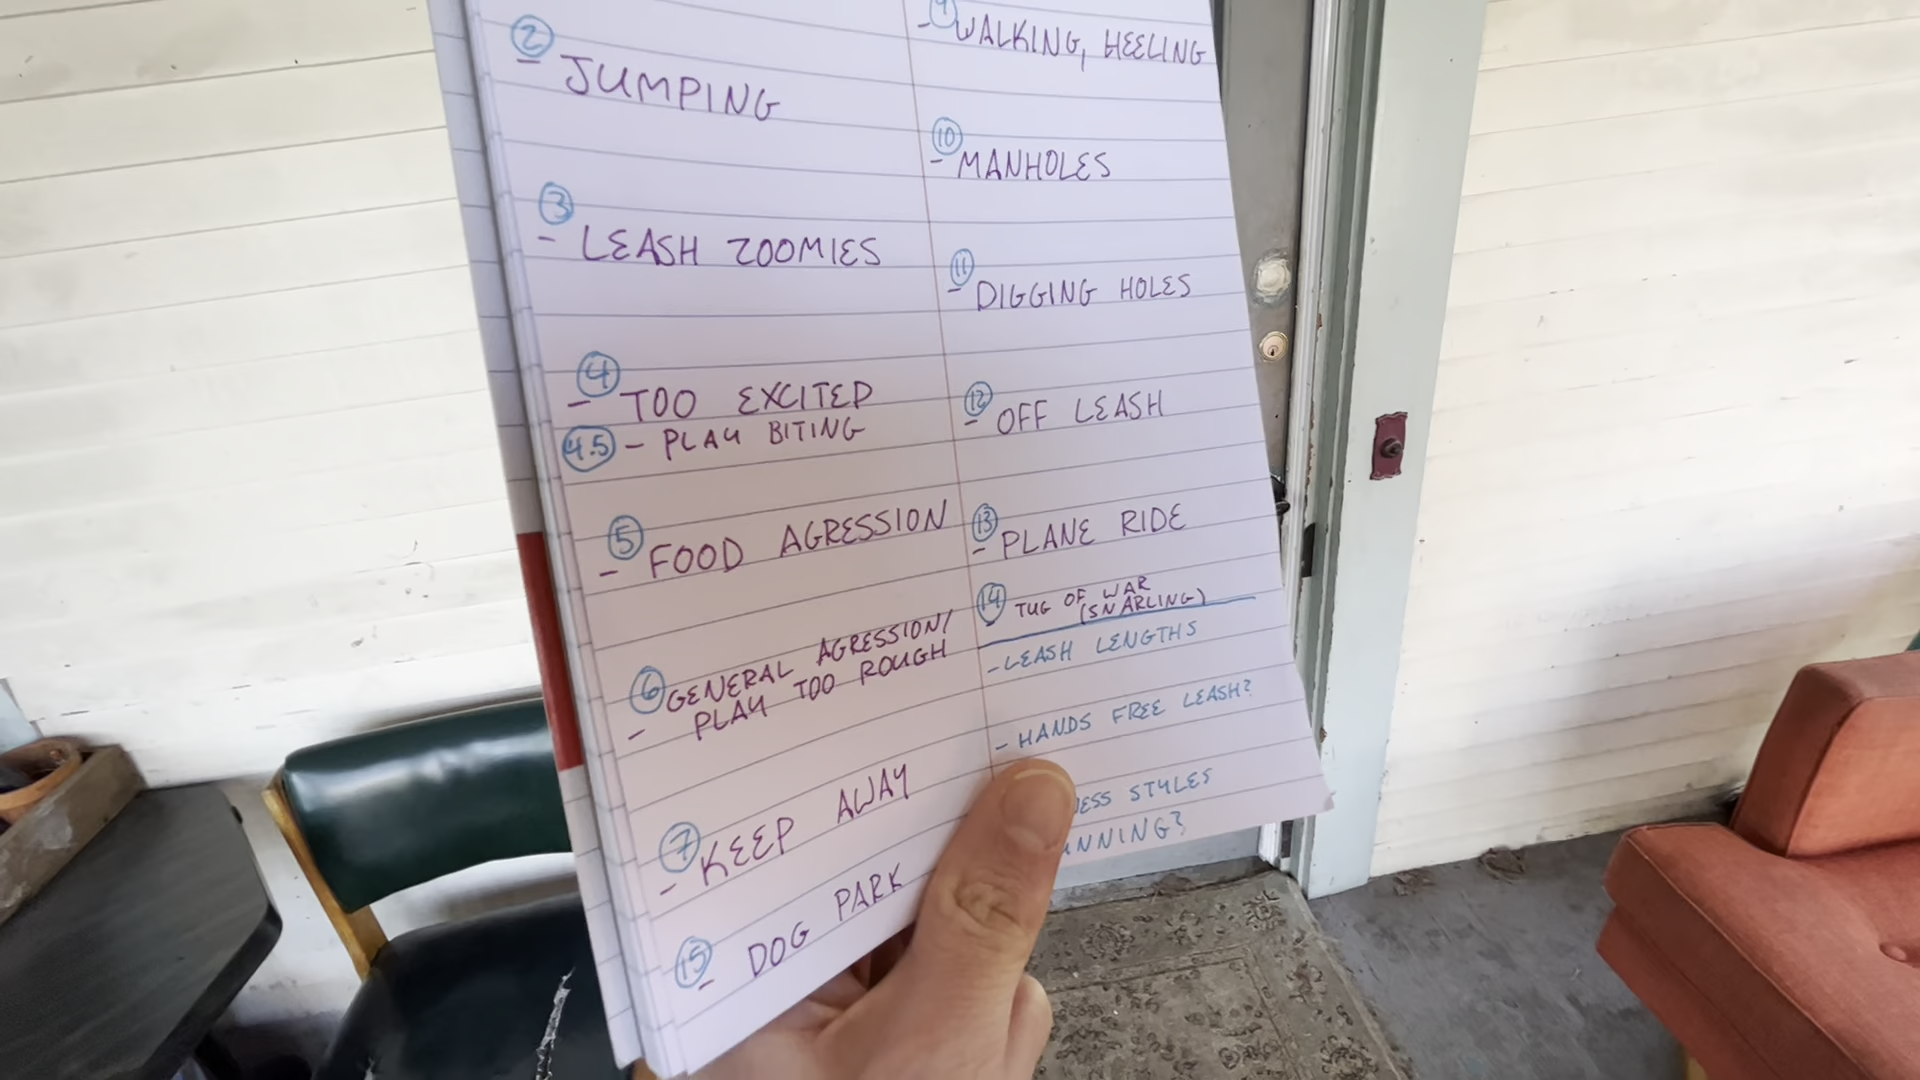 2
- JUMPING
3
- LEASH ZOOMIES
4
- TOO EXCITED
4.5 - PLAY BITING
5
- FOOD AGRESSION
6 GENERAL AGRESSION/
- PLAY TOO ROUGH
7
- KEEP AWAY
15
- DOG PARK
9
- WALKING, HEELING
10
- MANHOLES
11
- DIGGING HOLES
12
- OFF LEASH
13
- PLANE RIDE
14 TUG OF WAR
- (SNARLING)
- LEASH LENGTHS
- HANDS FREE LEASH?
STYLES